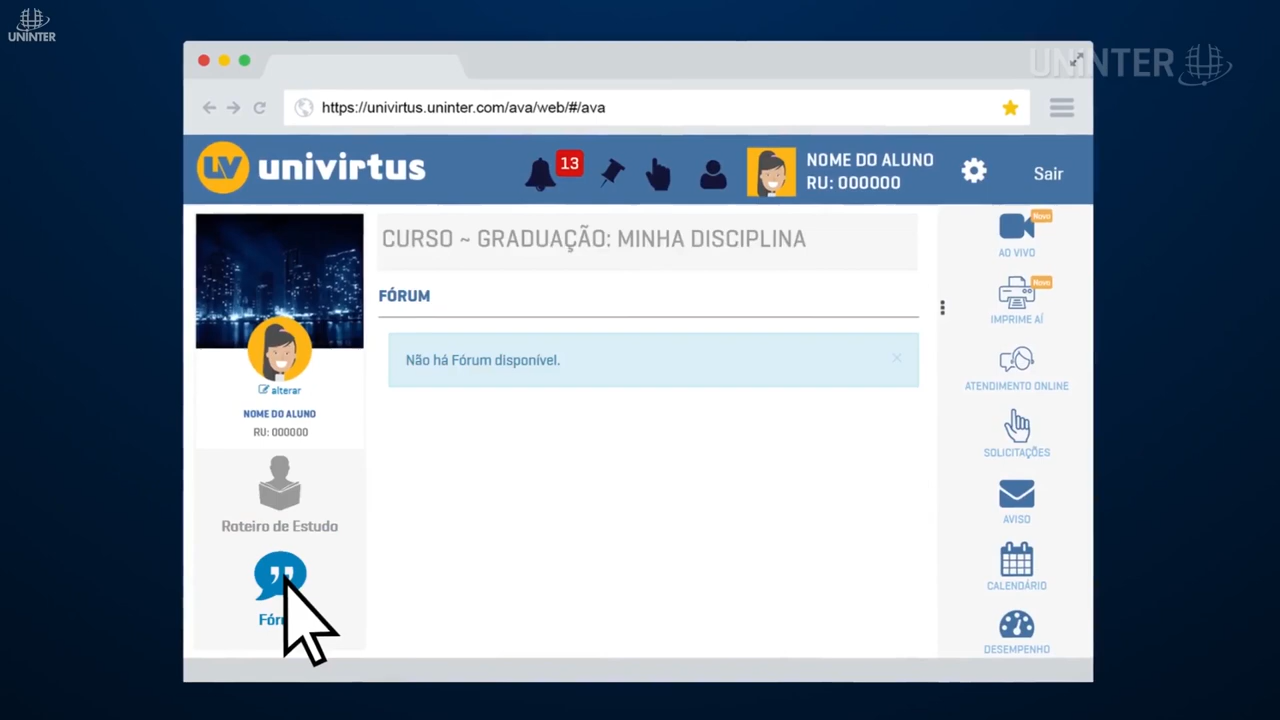 UNINTER
UNINTER
https://univirtus.uninter.com/ava/web/#/ava
UV univirtus
13
NOME DO ALUNO
RU: 000000
Sair
alterar
NOME DO ALUNO
RU: 000000
Roteiro de Estudo
CURSO ~ GRADUAÇÃO: MINHA DISCIPLINA
FÓRUM
Não há Fórum disponível.
×
Novo
AO VIVO
Novo
IMPRIME AÍ
ATENDIMENTO ONLINE
SOLICITAÇÕES
AVISO
CALENDÁRIO
DESEMPENHO